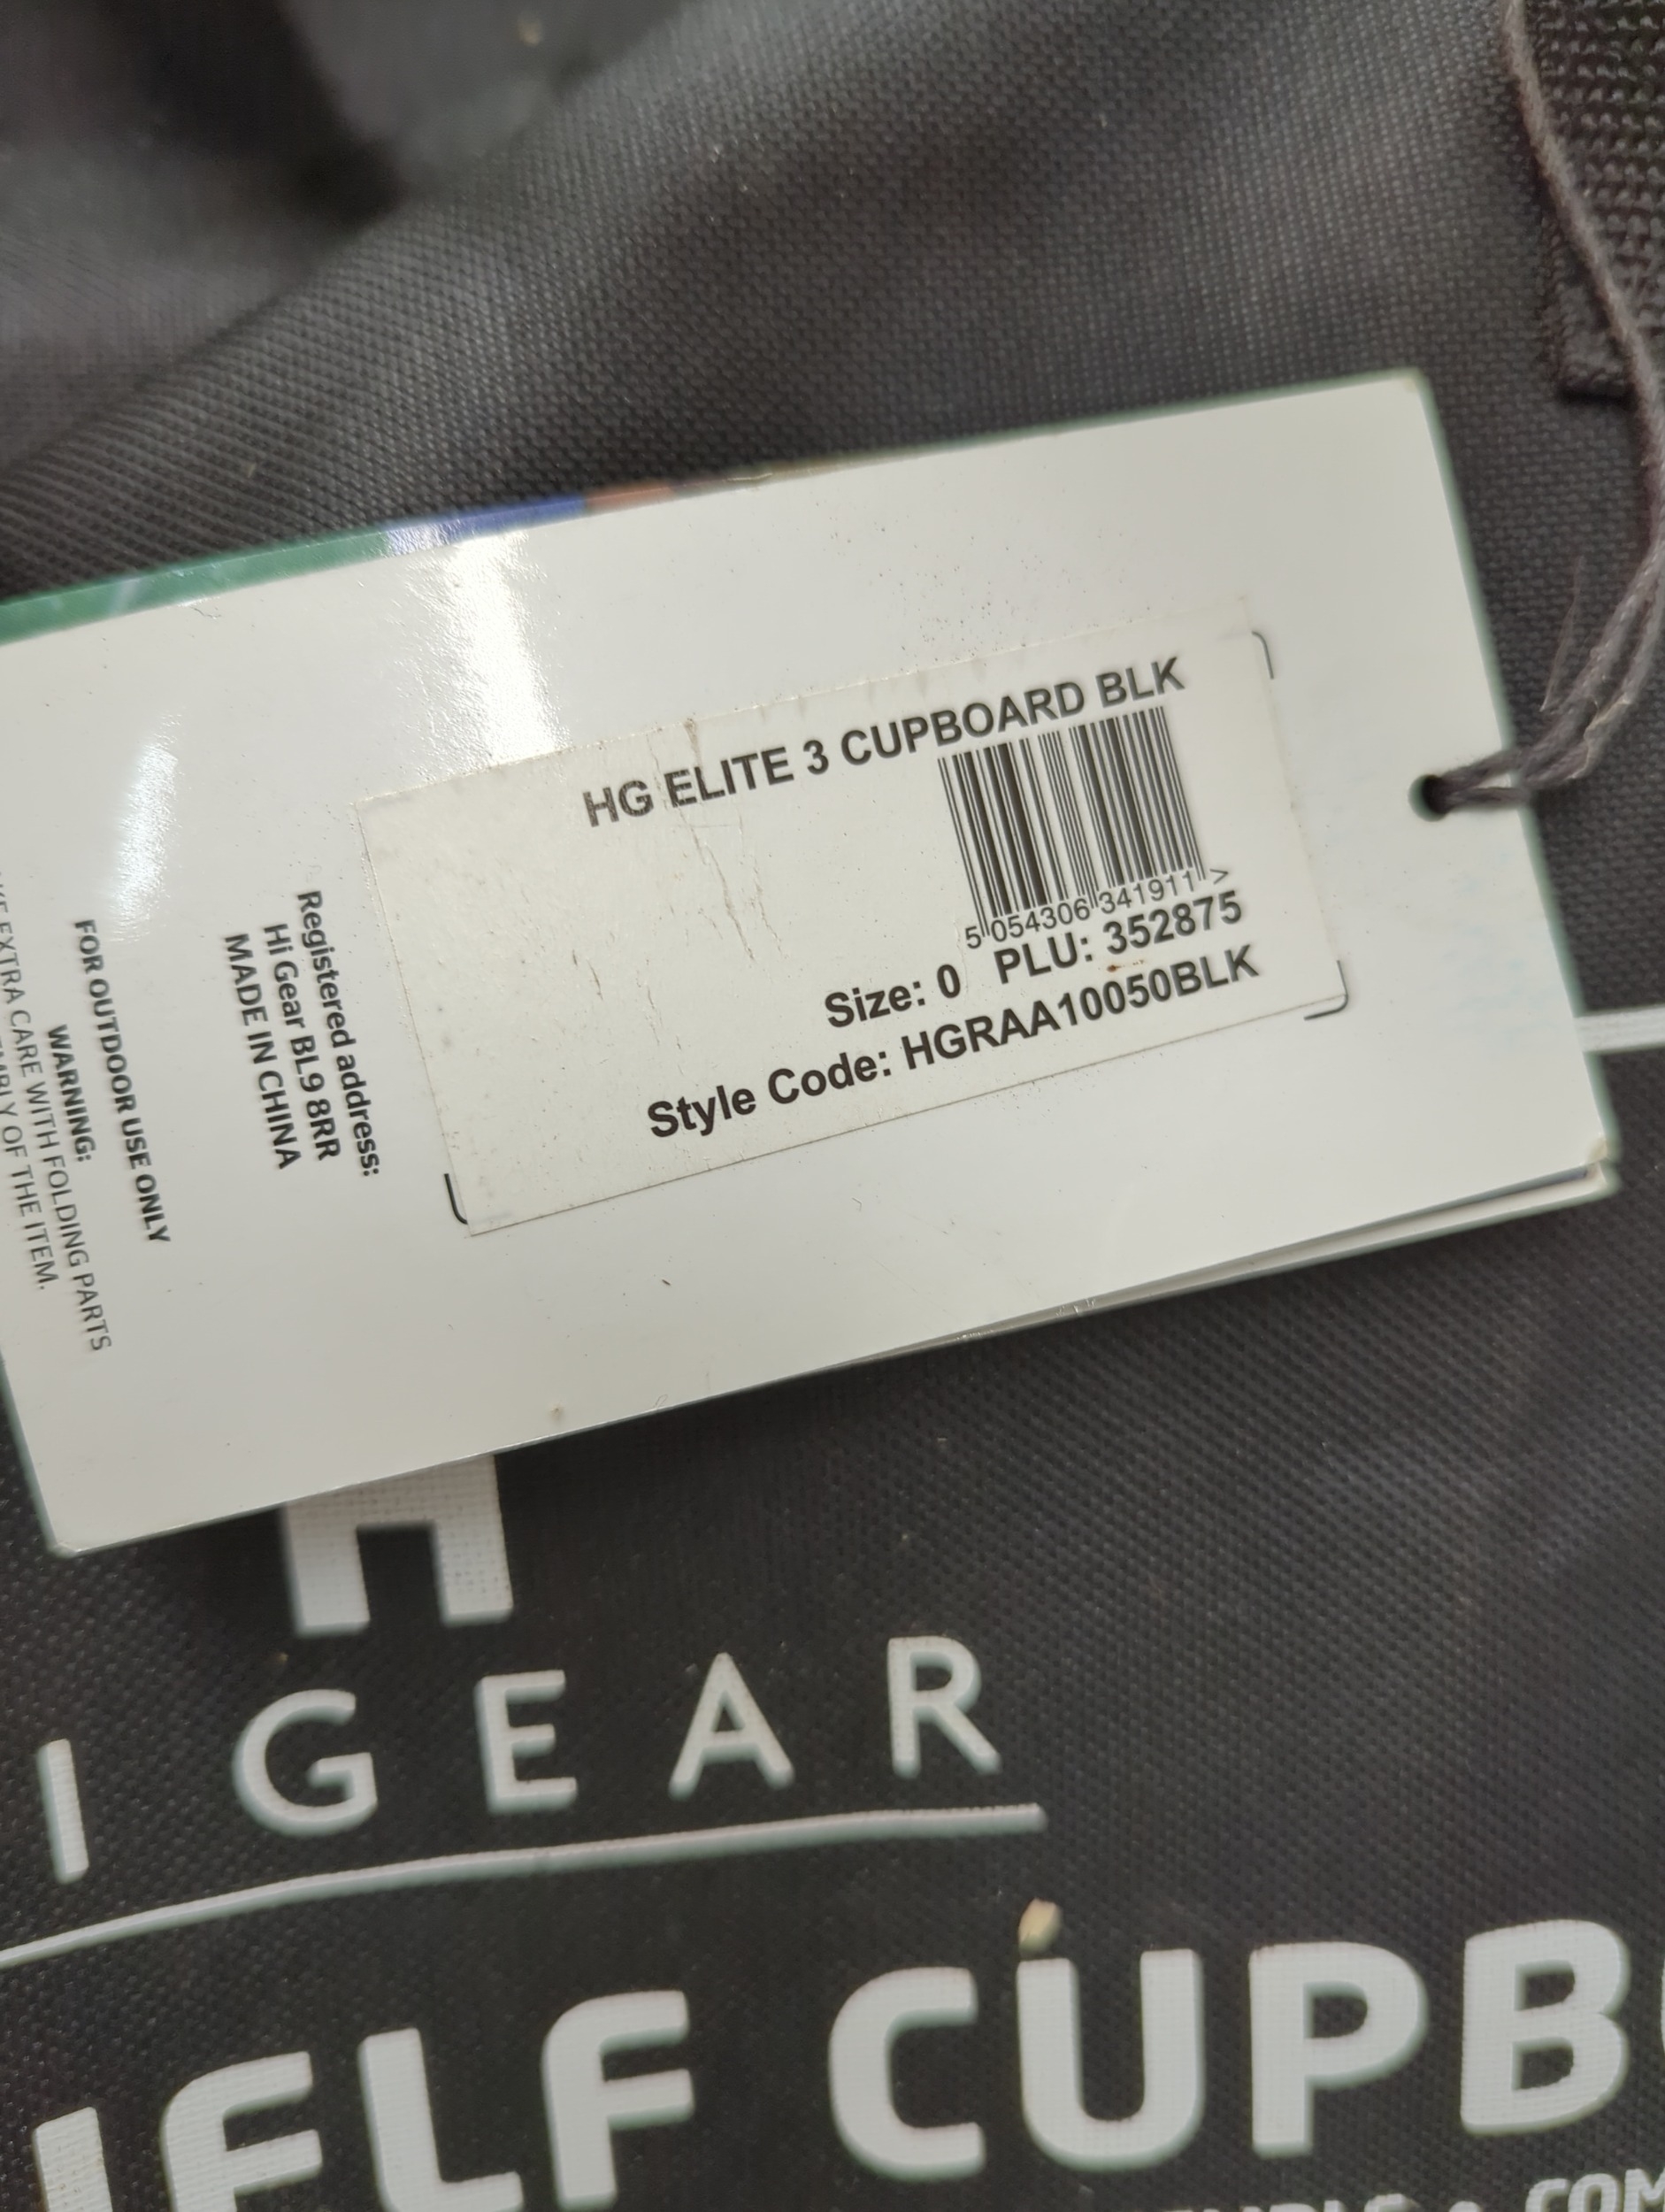 HG ELITE 3 CUPBOARD BLK
5 054306 341911 >
Size: 0 PLU: 352875
Style Code: HGRAA10050BLK
Registered address:
Hi Gear BL9 8RR
MADE IN CHINA
FOR OUTDOOR USE ONLY
WARNING:
EXTRA CARE WITH FOLDING PARTS
OF THE ITEM.
H
I GEAR
ELF CUPB
COM